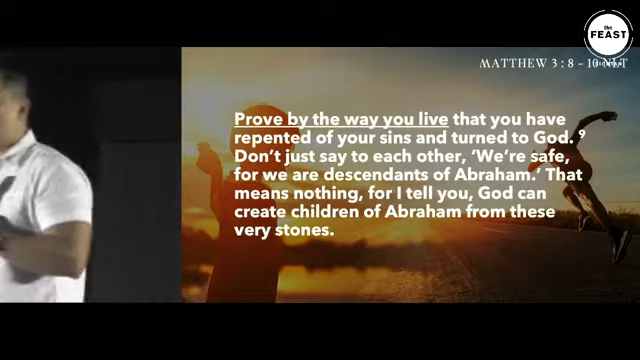 the
FEAST
MATTHEW 3:8-10 NLT
Prove by the way you live that you have
repented of your sins and turned to God. 9
Don't just say to each other, 'We're safe,
for we are descendants of Abraham.' That
means nothing, for I tell you, God can
create children of Abraham from these
very stones.